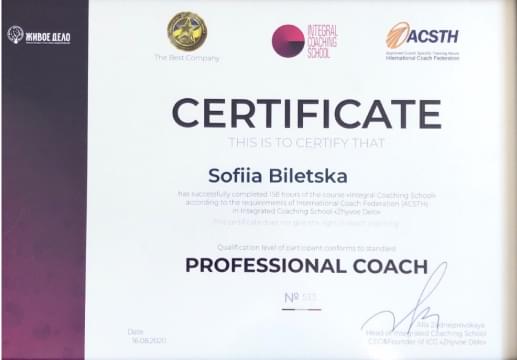 ЖИВОЕ ДЕЛО
The Best Company
INTEGRAL
COACHING
SCHOOL
ACSTH
Approved Coach Specific Training Hours
International Coach Federation
CERTIFICATE
THIS IS TO CERTIFY THAT
Sofiia Biletska
has successfully completed 158 hours of the course «Integral Coaching School»
according to the requirements of International Coach Federation (ACSTH)
in Integrated Coaching School «Zhyvoe Delo»
This certificate does not give the right to teach coaching
Qualification level of participant conforms to standard
PROFESSIONAL COACH
№ 533
Date
16.08.2020
Alla Zadneprovskaya
Head of Integrated Coaching School
CEO&Founder of ICG «Zhyvoe Delo»